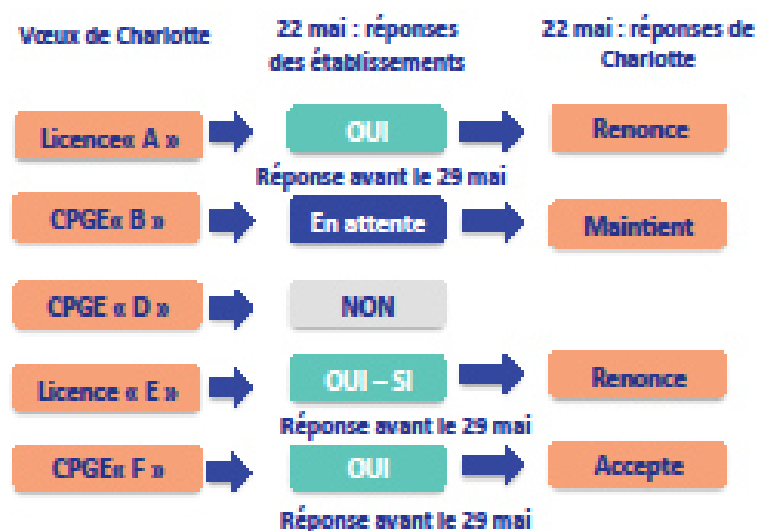 Vœux de Charlotte
22 mai : réponses
des établissements
22 mai : réponses de
Charlotte
Licence« A »
OUI
Renonce
Réponse avant le 29 mai
CPGE« B »
En attente
Maintient
CPGE « D »
NON
Licence « E »
OUI – SI
Renonce
Réponse avant le 29 mai
CPGE« F »
OUI
Accepte
Réponse avant le 29 mai